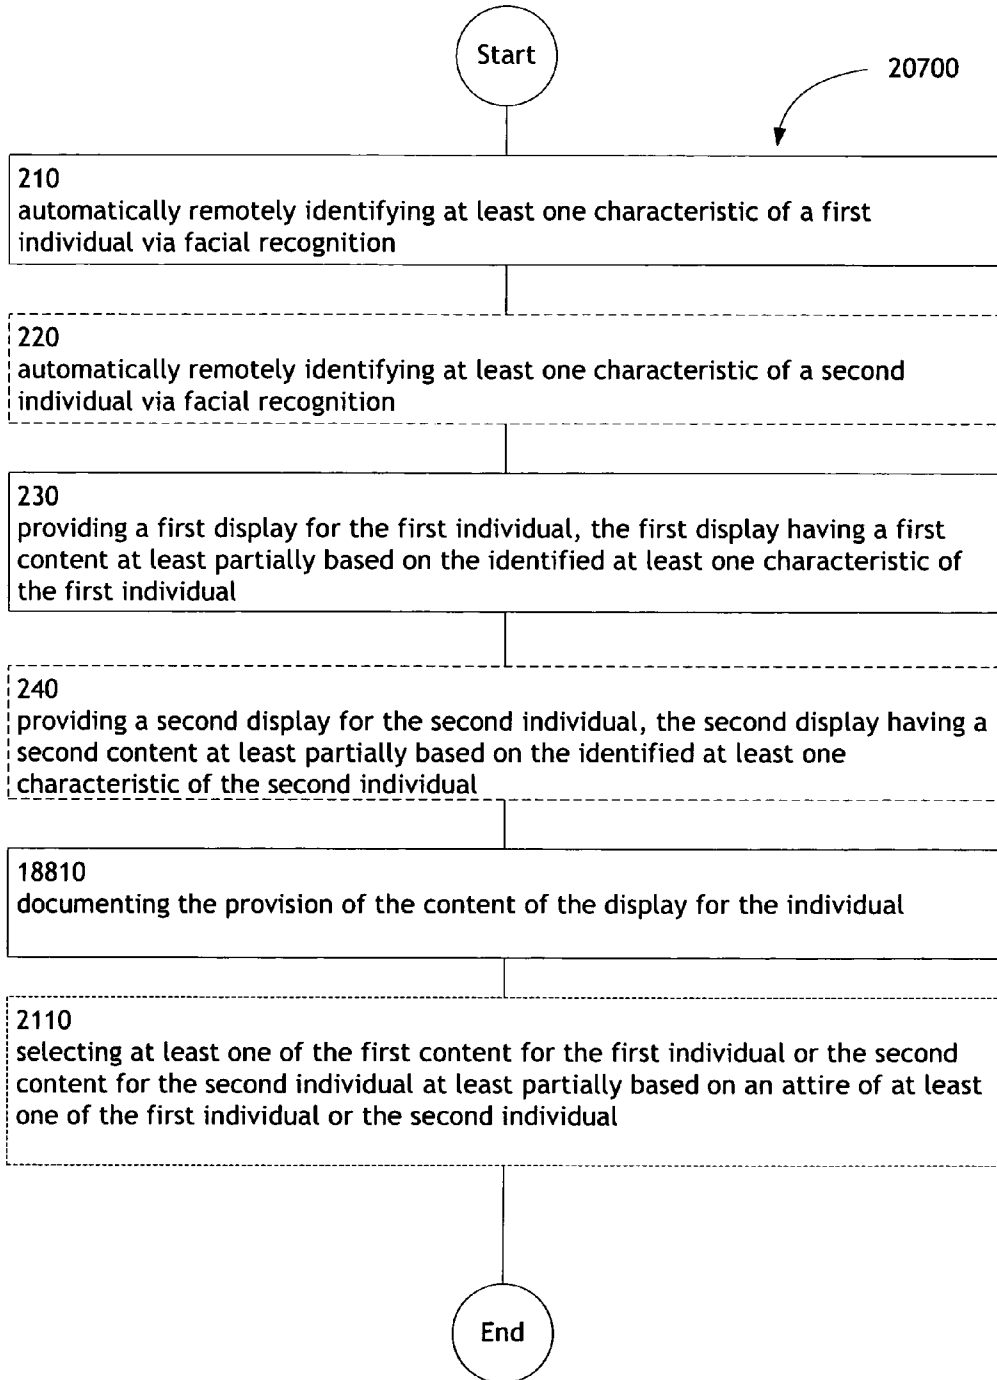 Start
20700
210
automatically remotely identifying at least one characteristic of a first
individual via facial recognition
220
automatically remotely identifying at least one characteristic of a second
individual via facial recognition
230
providing a first display for the first individual, the first display having a first
content at least partially based on the identified at least one characteristic of
the first individual
240
providing a second display for the second individual, the second display having a
second content at least partially based on the identified at least one
characteristic of the second individual
18810
documenting the provision of the content of the display for the individual
2110
selecting at least one of the first content for the first individual or the second
content for the second individual at least partially based on an attire of at least
one of the first individual or the second individual
End